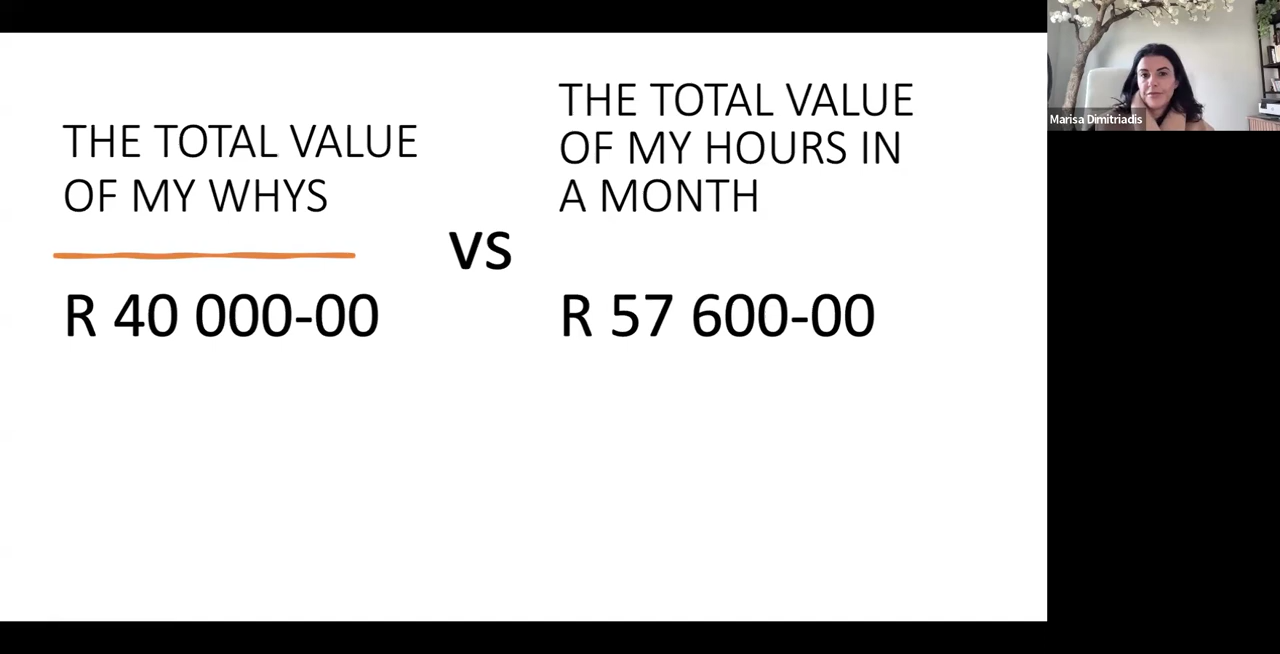 THE TOTAL VALUE
OF MY WHYS
R 40 000-00
VS
THE TOTAL VALUE
OF MY HOURS IN
A MONTH
R 57 600-00
Marisa Dimitriadis